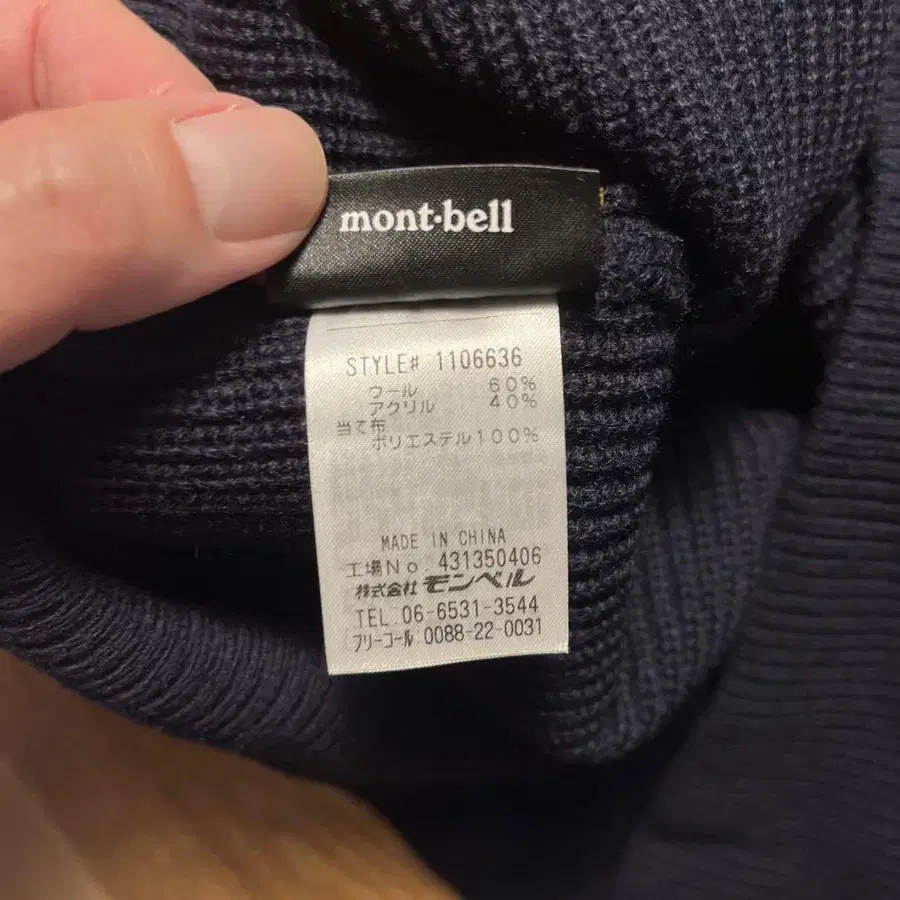 mont·bell
STYLE# 1106636
ウール 60%
アクリル 40%
当て布
ポリエステル100%
MADE IN CHINA
工場No. 431350406
株式会社 モンベル
TEL.06-6531-3544
フリーコール 0088-22-0031